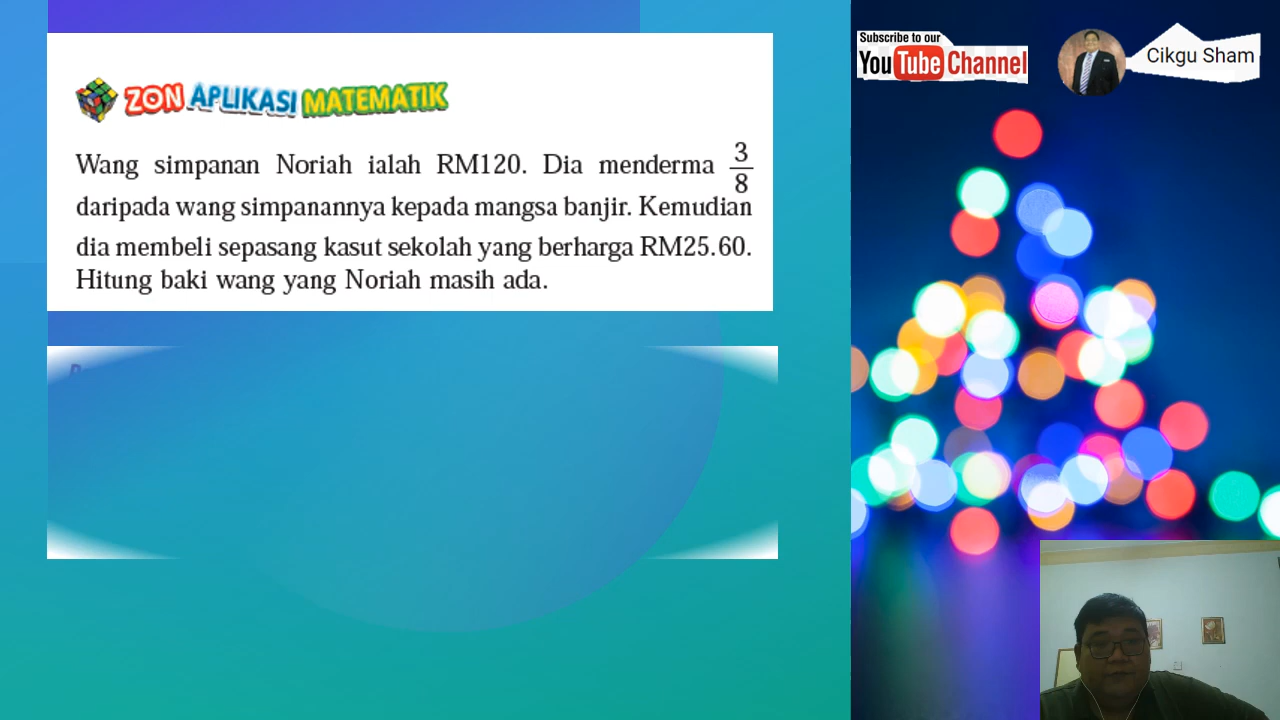 Subscribe to our
YouTube Channel
Cikgu Sham
ZON APLIKASI MATEMATIK
Wang simpanan Noriah ialah RM120. Dia menderma 3/8
daripada wang simpanannya kepada mangsa banjir. Kemudian
dia membeli sepasang kasut sekolah yang berharga RM25.60.
Hitung baki wang yang Noriah masih ada.